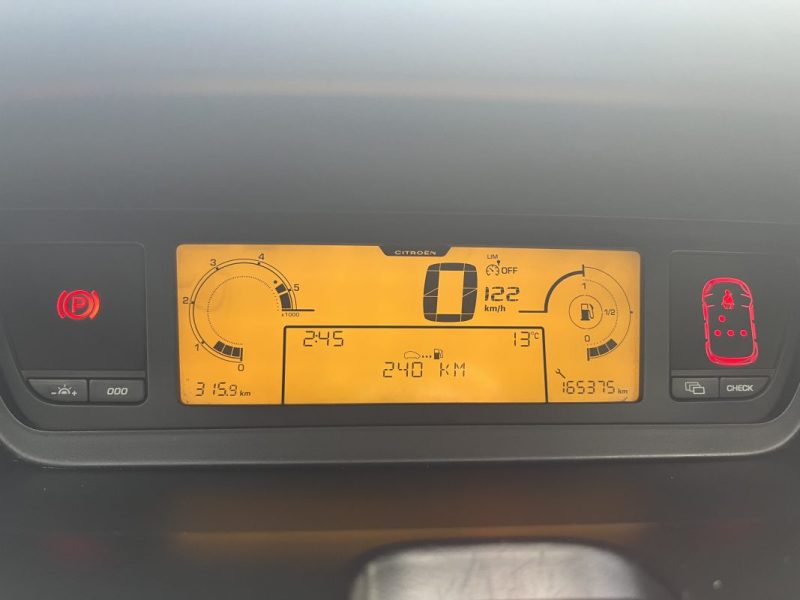 CITROËN
LIM
OFF
0 122
km/h
4
3
5
2
x1000
1
0
1
1/2
0
2:45
13°C
240 KM
315.9 km
165375 km
P
- +
000
CHECK